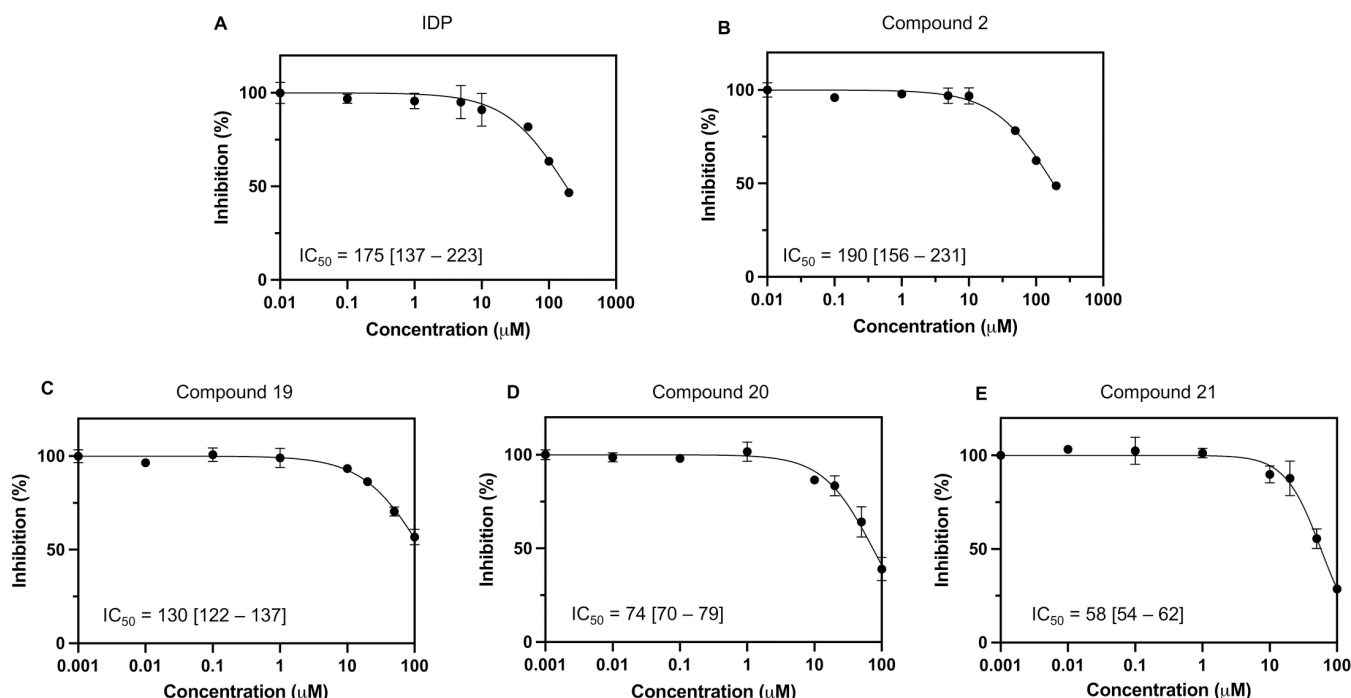 A
IDP
Inhibition (%)
100
50
0
IC50 = 175 [137 – 223]
0.01 0.1 1 10 100 1000
Concentration (μM)
B
Compound 2
Inhibition (%)
100
50
0
IC50 = 190 [156 – 231]
0.01 0.1 1 10 100 1000
Concentration (μM)
C
Compound 19
Inhibition (%)
100
50
0
IC50 = 130 [122 – 137]
0.001 0.01 0.1 1 10 100
Concentration (μM)
D
Compound 20
Inhibition (%)
100
50
0
IC50 = 74 [70 – 79]
0.001 0.01 0.1 1 10 100
Concentration (μM)
E
Compound 21
Inhibition (%)
100
50
0
IC50 = 58 [54 – 62]
0.001 0.01 0.1 1 10 100
Concentration (μM)